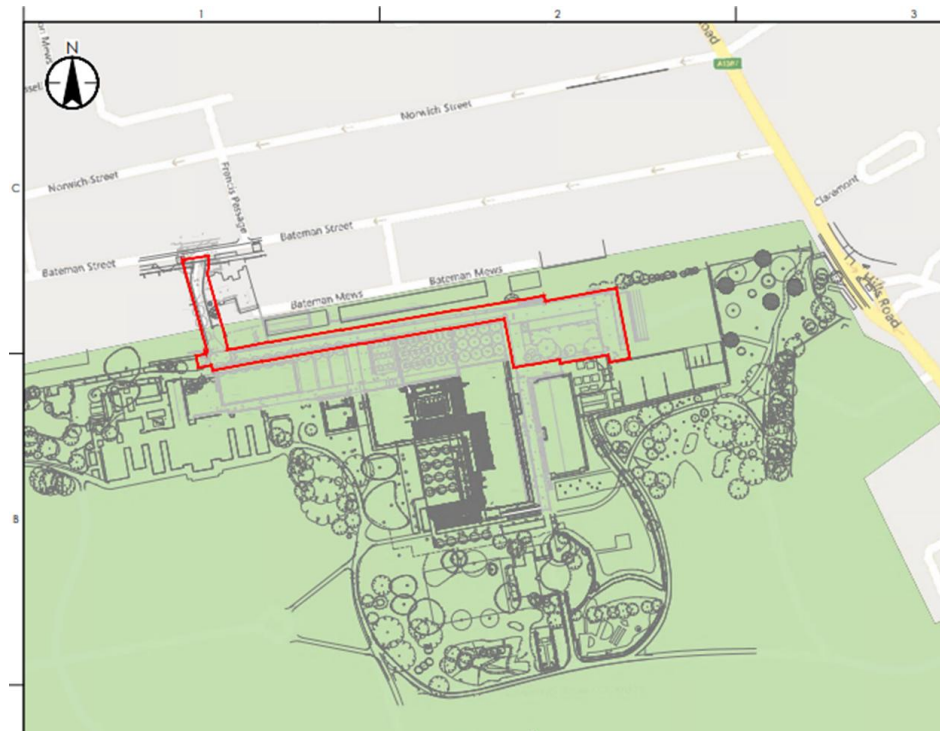 1
2
3
N
Road
A1307
Norwich Street
Norwich Street
Francis Passage
Claremont
C
Bateman Street
Bateman Street
Bateman Mews
Bateman Mews
Hills Road
B